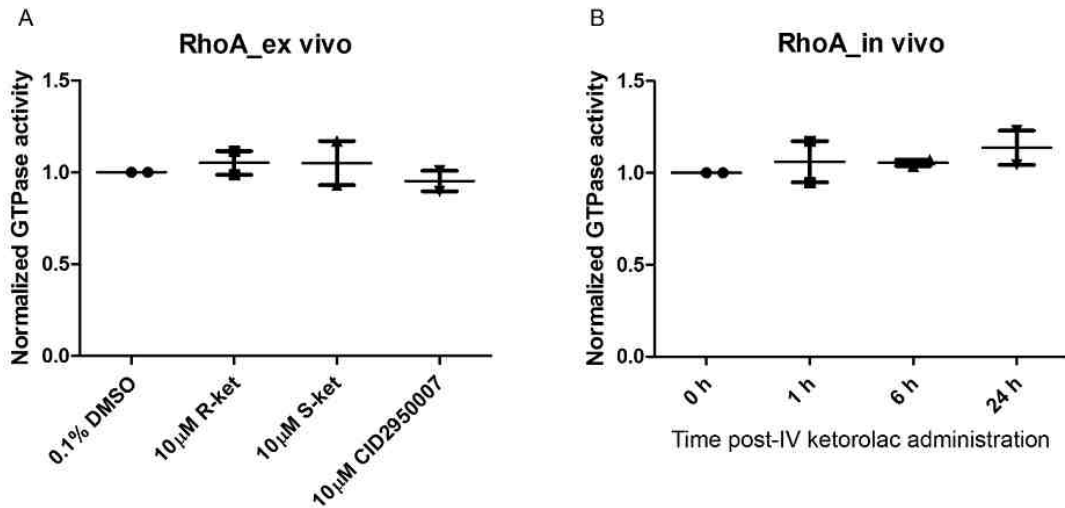 A
RhoA_ex vivo
Normalized GTPase activity
1.5
1.0
0.5
0.0
0.1% DMSO
10µM R-ket
10µM S-ket
10µM CID2950007
B
RhoA_in vivo
Normalized GTPase activity
1.5
1.0
0.5
0.0
0 h
1 h
6 h
24 h
Time post-IV ketorolac administration